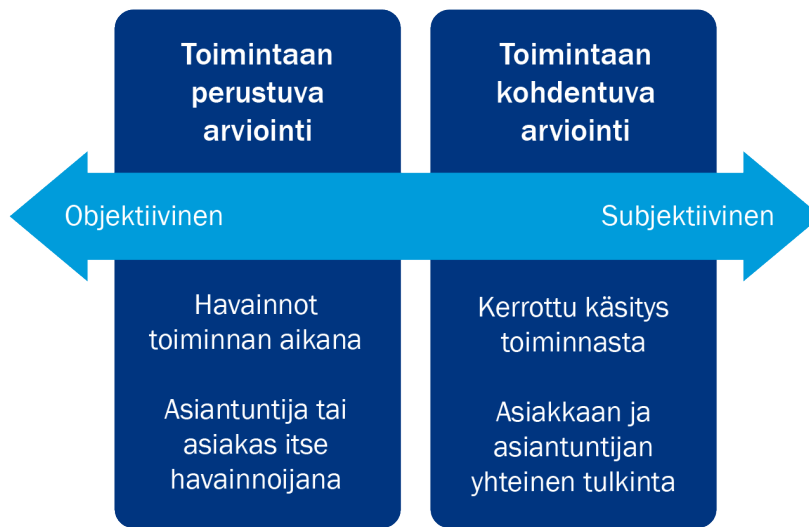 Toimintaan
perustuva
arviointi
Toimintaan
kohdentuva
arviointi
Objektiivinen
Subjektiivinen
Havainnot
toiminnan aikana
Asiantuntija tai
asiakas itse
havainnoijana
Kerrottu käsitys
toiminnasta
Asiakkaan ja
asiantuntijan
yhteinen tulkinta